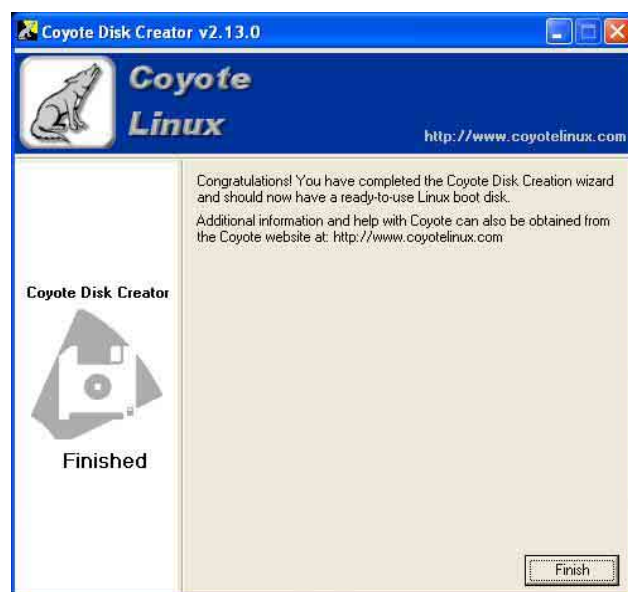 Coyote Disk Creator v2.13.0
Coyote
Linux
http://www.coyotelinux.com
Congratulations! You have completed the Coyote Disk Creation wizard
and should now have a ready-to-use Linux boot disk.
Additional information and help with Coyote can also be obtained from
the Coyote website at: http://www.coyotelinux.com
Coyote Disk Creator
Finished
Finish